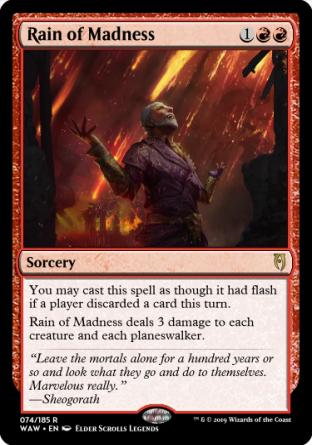 Rain of Madness 1
Sorcery
You may cast this spell as though it had flash
if a player discarded a card this turn.
Rain of Madness deals 3 damage to each
creature and each planeswalker.
“Leave the mortals alone for a hundred years or
so and look what they go and do to themselves.
Marvelous really.”
—Sheogorath
074/185 R
WAW • EN ELDER SCROLLS LEGENDS
™ & © 2019 Wizards of the Coast